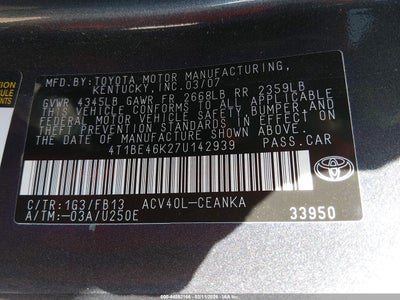 MFD.BY:TOYOTA MOTOR MANUFACTURING,
KENTUCKY,INC.03/07
GVWR 4345LB GAWR FR 2668LB RR 2359LB
THIS VEHICLE CONFORMS TO ALL APPLICABLE
FEDERAL MOTOR VEHICLE SAFETY BUMPER,AND
THEFT PREVENTION STANDARDS IN EFFECT ON
THE DATE OF MANUFACTURE SHOWN ABOVE.
4T1BE46K27U142939 PASS.CAR
TOYOTA
C/TR:1G3/FB13 ACV40L-CEANKA
A/TM:-03A/U250E 33950